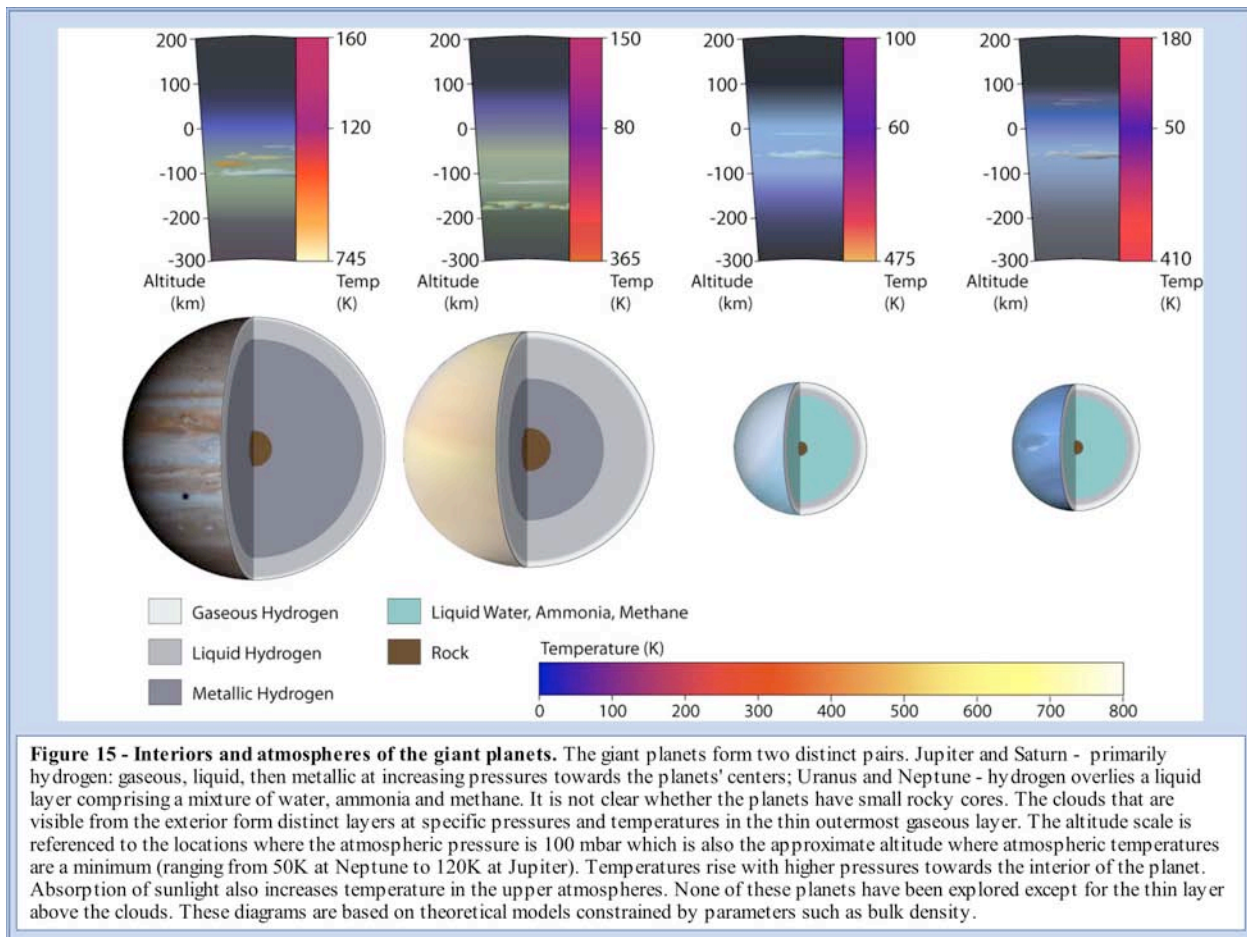 200 160 200 150 200 100 200 180
100 100 100 100
0 120 0 80 0 60 0 50
-100 -100 -100 -100
-200 -200 -200 -200
-300 745 -300 365 -300 475 -300 410
Altitude Temp Altitude Temp Altitude Temp Altitude Temp
(km) (K) (km) (K) (km) (K) (km) (K)
Gaseous Hydrogen Liquid Water, Ammonia, Methane
Liquid Hydrogen Rock Temperature (K)
Metallic Hydrogen
0 100 200 300 400 500 600 700 800
Figure 15 - Interiors and atmospheres of the giant planets. The giant planets form two distinct pairs. Jupiter and Saturn - primarily
hydrogen: gaseous, liquid, then metallic at increasing pressures towards the planets' centers; Uranus and Neptune - hydrogen overlies a liquid
layer comprising a mixture of water, ammonia and methane. It is not clear whether the planets have small rocky cores. The clouds that are
visible from the exterior form distinct layers at specific pressures and temperatures in the thin outermost gaseous layer. The altitude scale is
referenced to the locations where the atmospheric pressure is 100 mbar which is also the approximate altitude where atmospheric temperatures
are a minimum (ranging from 50K at Neptune to 120K at Jupiter). Temperatures rise with higher pressures towards the interior of the planet.
Absorption of sunlight also increases temperature in the upper atmospheres. None of these planets have been explored except for the thin layer
above the clouds. These diagrams are based on theoretical models constrained by parameters such as bulk density.